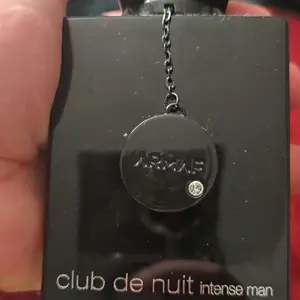 ARMAF
club de nuit intense man